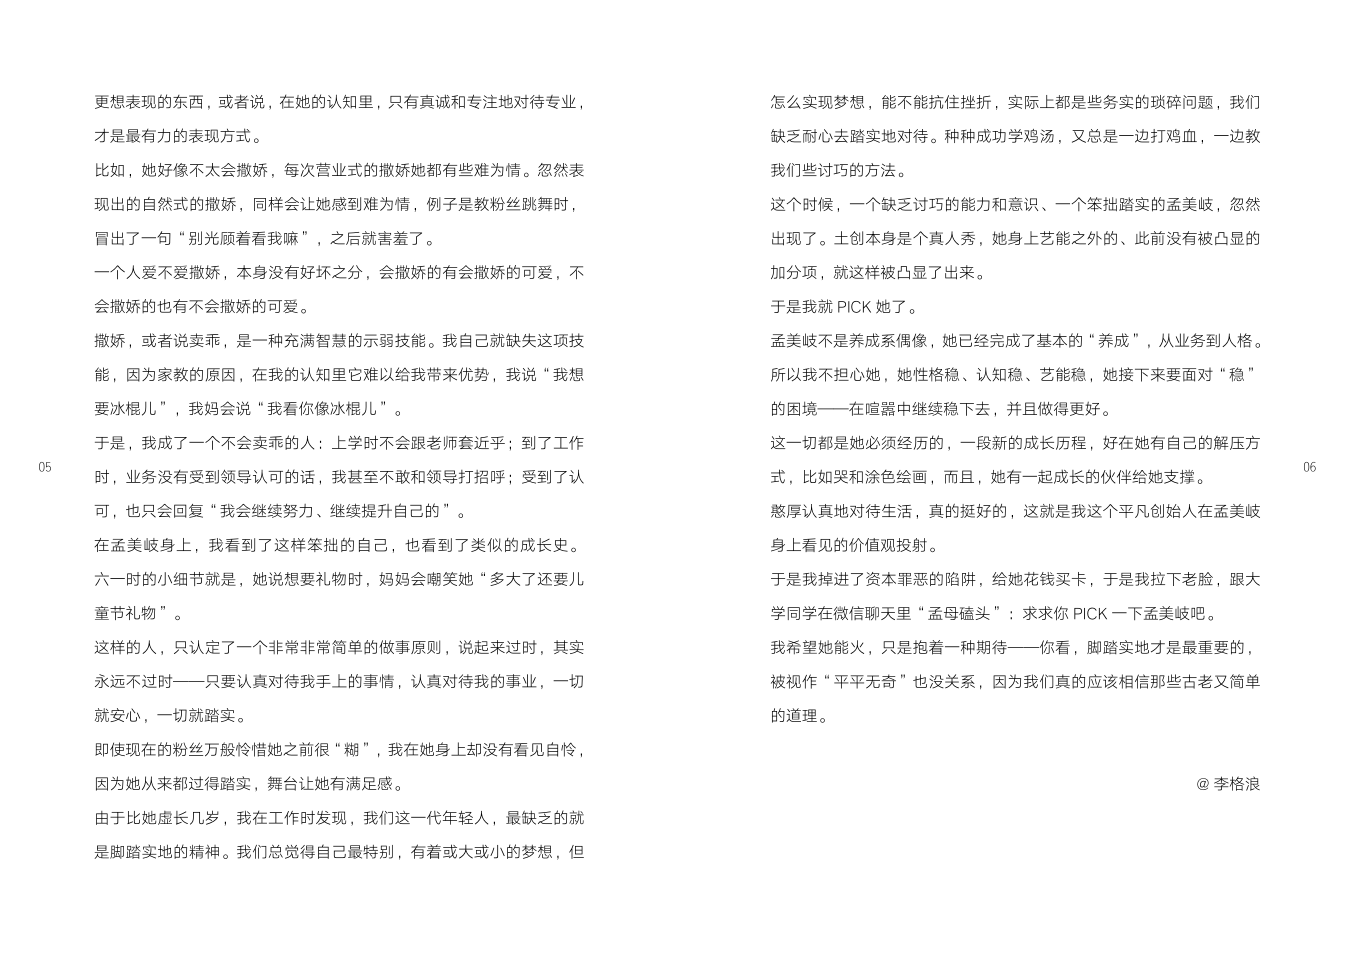 更想表现的东西，或者说，在她的认知里，只有真诚和专注地对待专业，
才是最有力的表现方式。
比如，她好像不太会撒娇，每次营业式的撒娇她都有些难为情。忽然表
现出的自然式的撒娇，同样会让她感到难为情，例子是教粉丝跳舞时，
冒出了一句“别光顾着看我嘛”，之后就害羞了。
一个人爱不爱撒娇，本身没有好坏之分，会撒娇的有会撒娇的可爱，不
会撒娇的也有不会撒娇的可爱。
撒娇，或者说卖乖，是一种充满智慧的示弱技能。我自己就缺失这项技
能，因为家教的原因，在我的认知里它难以给我带来优势，我说“我想
要冰棍儿”，我妈会说“我看你像冰棍儿”。
于是，我成了一个不会卖乖的人：上学时不会跟老师套近乎；到了工作
时，业务没有受到领导认可的话，我甚至不敢和领导打招呼；受到了认
可，也只会回复“我会继续努力、继续提升自己的”。
在孟美岐身上，我看到了这样笨拙的自己，也看到了类似的成长史。
六一时的小细节就是，她说想要礼物时，妈妈会嘲笑她“多大了还要儿
童节礼物”。
这样的人，只认定了一个非常非常简单的做事原则，说起来过时，其实
永远不过时——只要认真对待我手上的事情，认真对待我的事业，一切
就安心，一切就踏实。
即使现在的粉丝万般怜惜她之前很“糊”，我在她身上却没有看见自怜，
因为她从来都过得踏实，舞台让她有满足感。
由于比她虚长几岁，我在工作时发现，我们这一代年轻人，最缺乏的就
是脚踏实地的精神。我们总觉得自己最特别，有着或大或小的梦想，但
05
怎么实现梦想，能不能抗住挫折，实际上都是些务实的琐碎问题，我们
缺乏耐心去踏实地对待。种种成功学鸡汤，又总是一边打鸡血，一边教
我们些讨巧的方法。
这个时候，一个缺乏讨巧的能力和意识、一个笨拙踏实的孟美岐，忽然
出现了。土创本身是个真人秀，她身上艺能之外的、此前没有被凸显的
加分项，就这样被凸显了出来。
于是我就 PICK 她了。
孟美岐不是养成系偶像，她已经完成了基本的“养成”，从业务到人格。
所以我不担心她，她性格稳、认知稳、艺能稳，她接下来要面对“稳”
的困境——在喧嚣中继续稳下去，并且做得更好。
这一切都是她必须经历的，一段新的成长历程，好在她有自己的解压方
式，比如哭和涂色绘画，而且，她有一起成长的伙伴给她支撑。
憨厚认真地对待生活，真的挺好的，这就是我这个平凡创始人在孟美岐
身上看见的价值观投射。
于是我掉进了资本罪恶的陷阱，给她花钱买卡，于是我拉下老脸，跟大
学同学在微信聊天里“孟母磕头”：求求你 PICK 一下孟美岐吧。
我希望她能火，只是抱着一种期待——你看，脚踏实地才是最重要的，
被视作“平平无奇”也没关系，因为我们真的应该相信那些古老又简单
的道理。
@ 李格浪
06